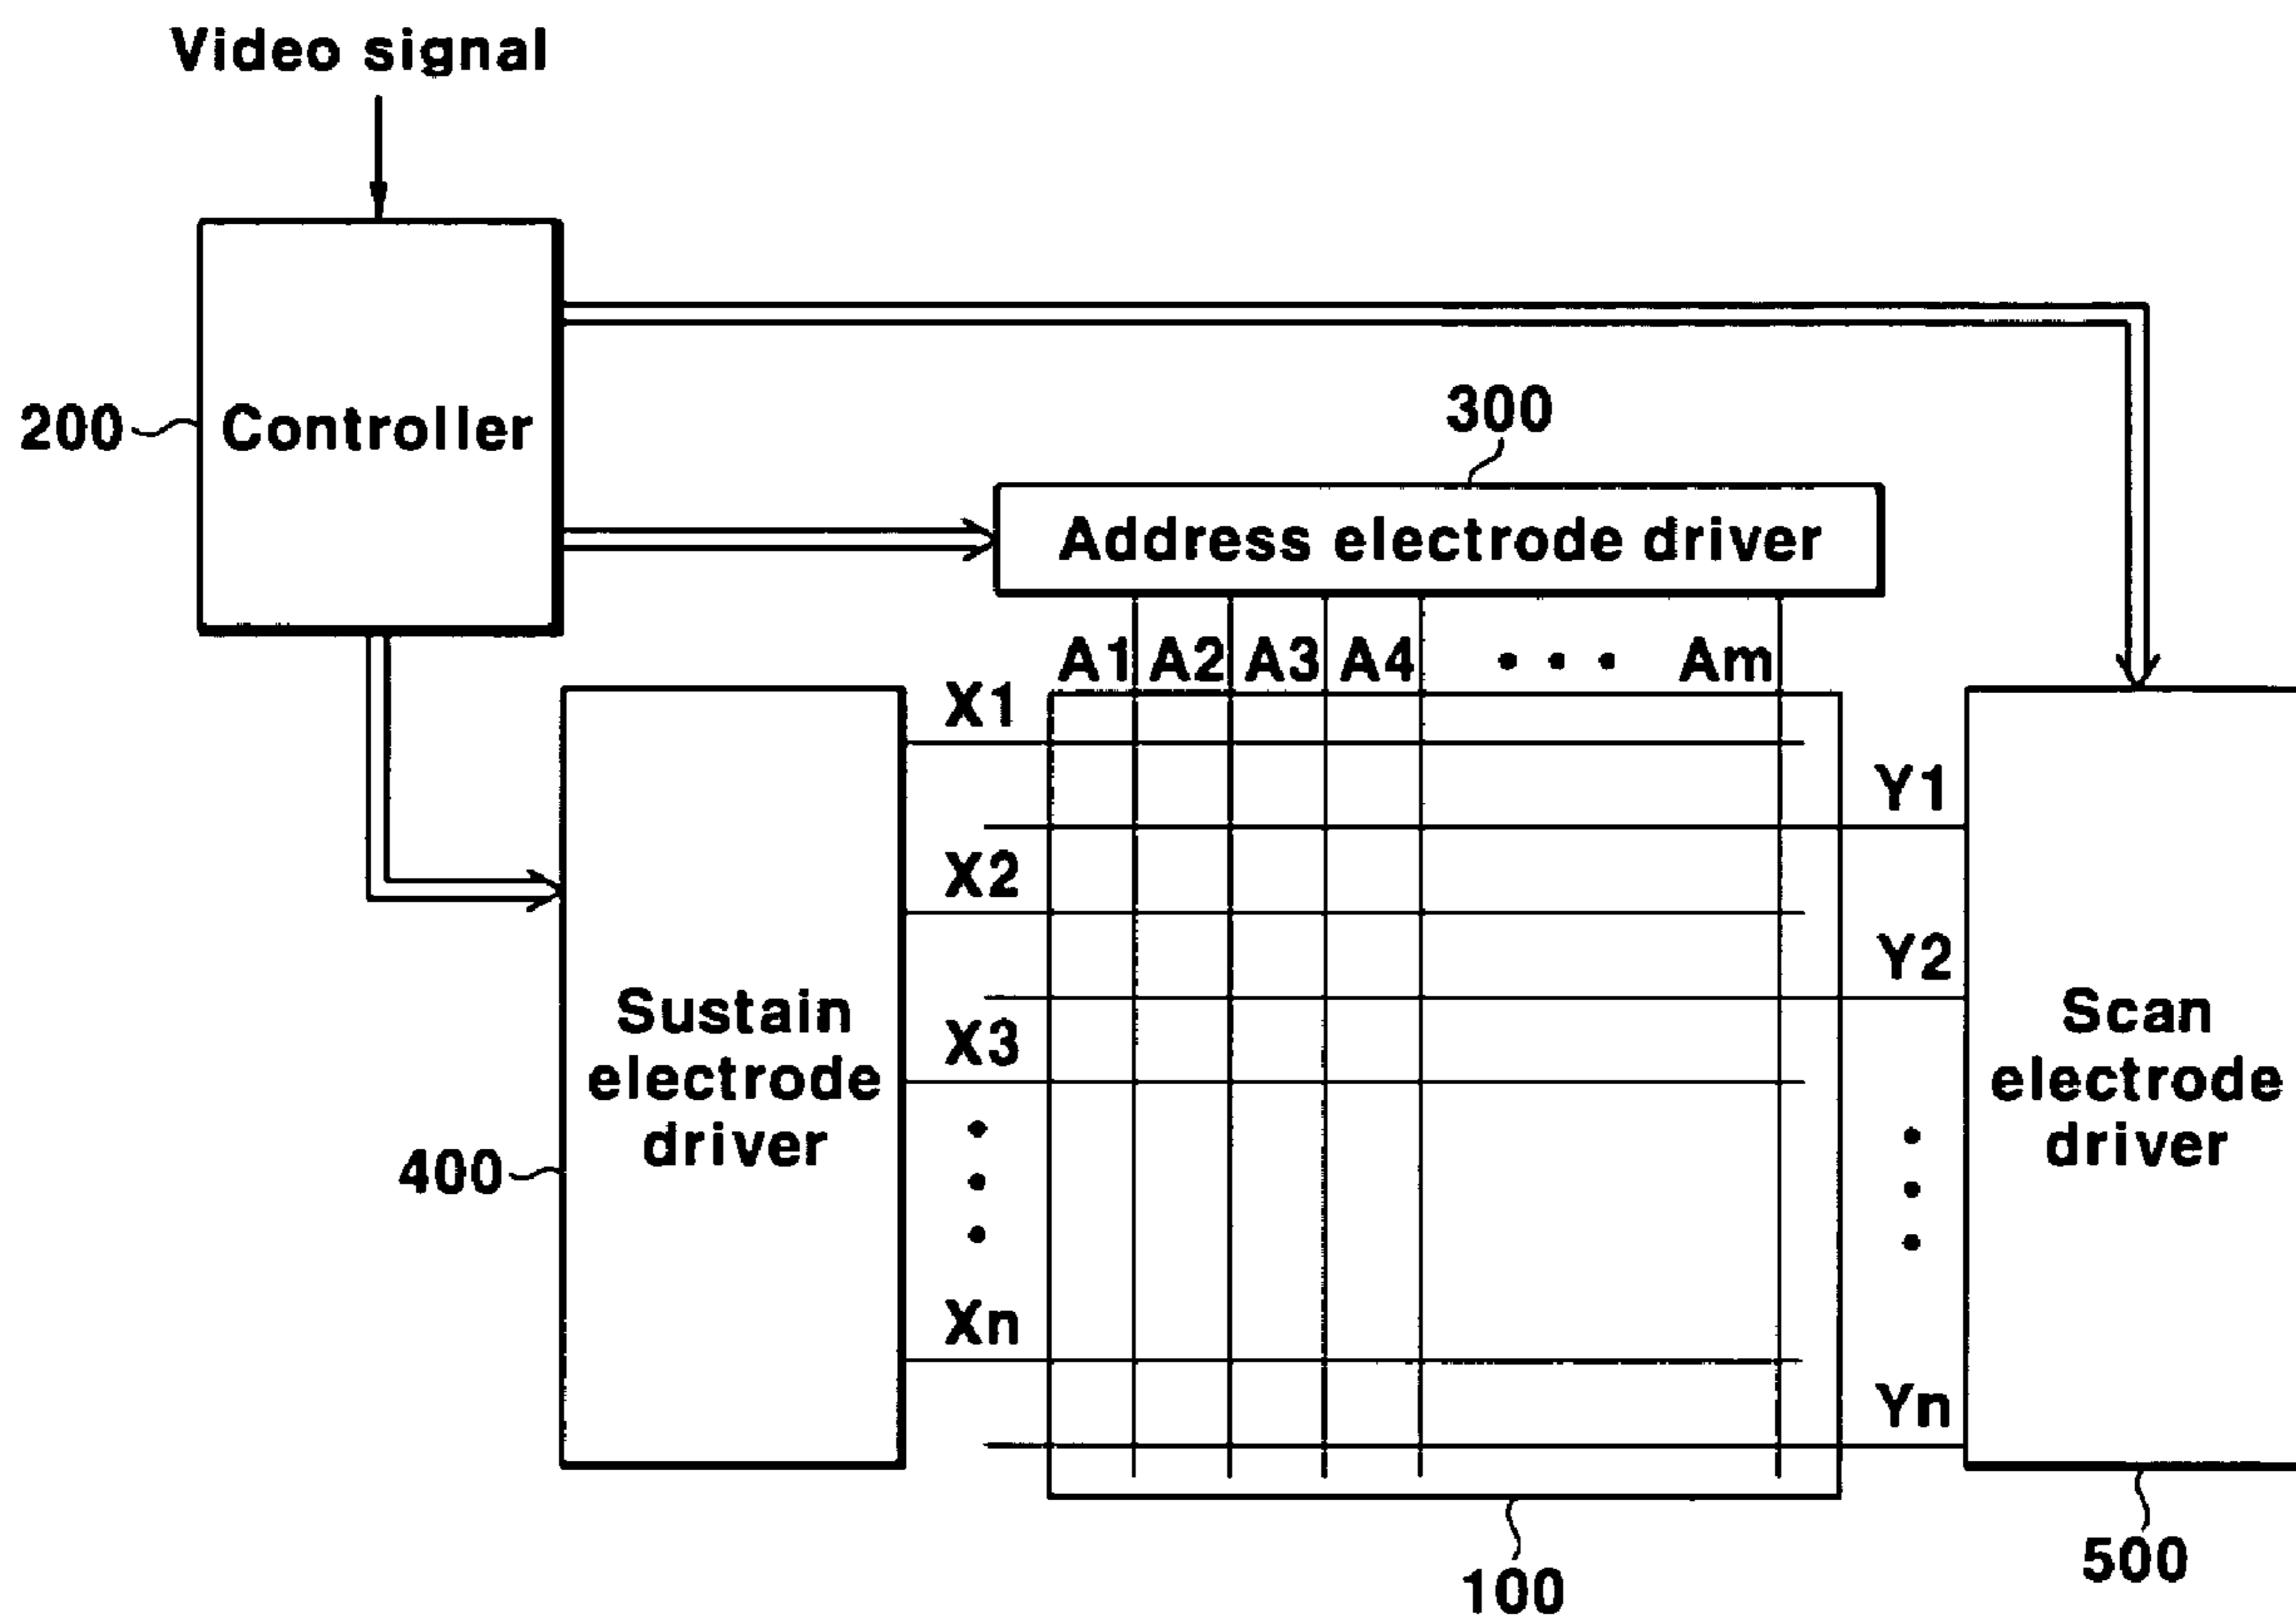 Video signal
200
Controller
300
Address electrode driver
A1 A2 A3 A4 • • • Am
X1
Y1
X2
Y2
X3
Sustain
electrode
driver
Scan
electrode
driver
400
Xn
Yn
100
500